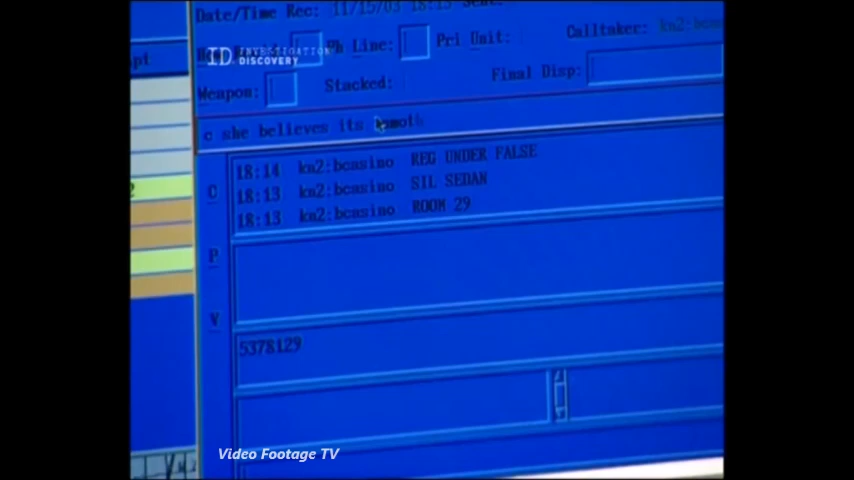 Date/Time Rec: 11/15/03 18:13
Calltaker: km2:bcas
Ph Line: Pri Unit:
ID INVESTIGATION DISCOVERY
Weapon: Stacked: Final Disp:
c she believes its
18:14 km2:bcasino REG UNDER FALSE
C
18:13 km2:bcasino SIL SEDAN
18:13 km2:bcasino ROOM 29
P
V
5378129
Video Footage TV